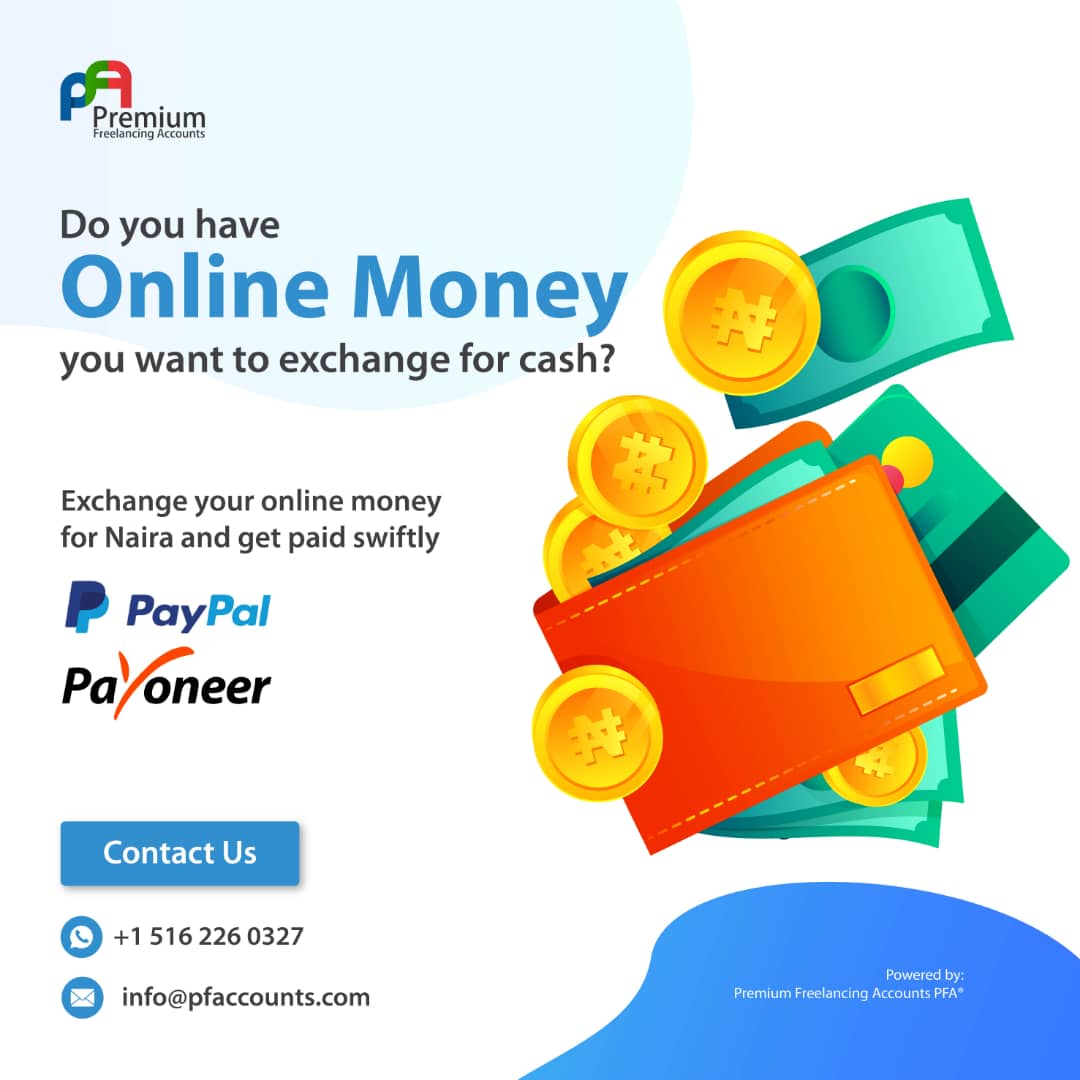 PFA
Premium
Freelancing Accounts
Do you have
Online Money
you want to exchange for cash?
Exchange your online money
for Naira and get paid swiftly
PayPal
Payoneer
Contact Us
+1 516 226 0327
info@pfaccounts.com
Powered by:
Premium Freelancing Accounts PFA®